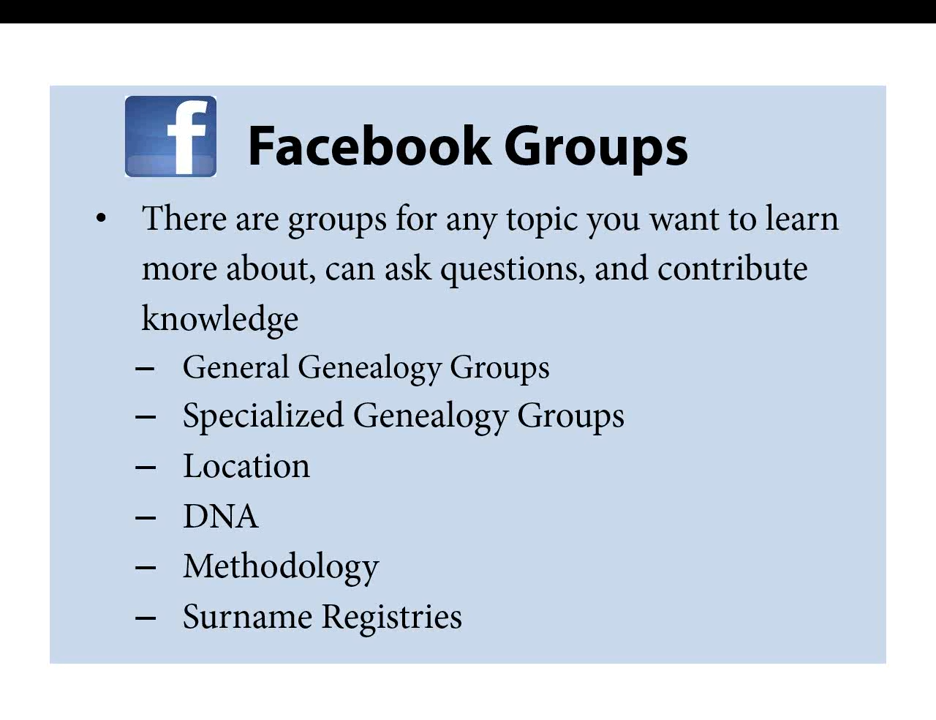 f
Facebook Groups
• There are groups for any topic you want to learn
more about, can ask questions, and contribute
knowledge
– General Genealogy Groups
– Specialized Genealogy Groups
– Location
– DNA
– Methodology
– Surname Registries